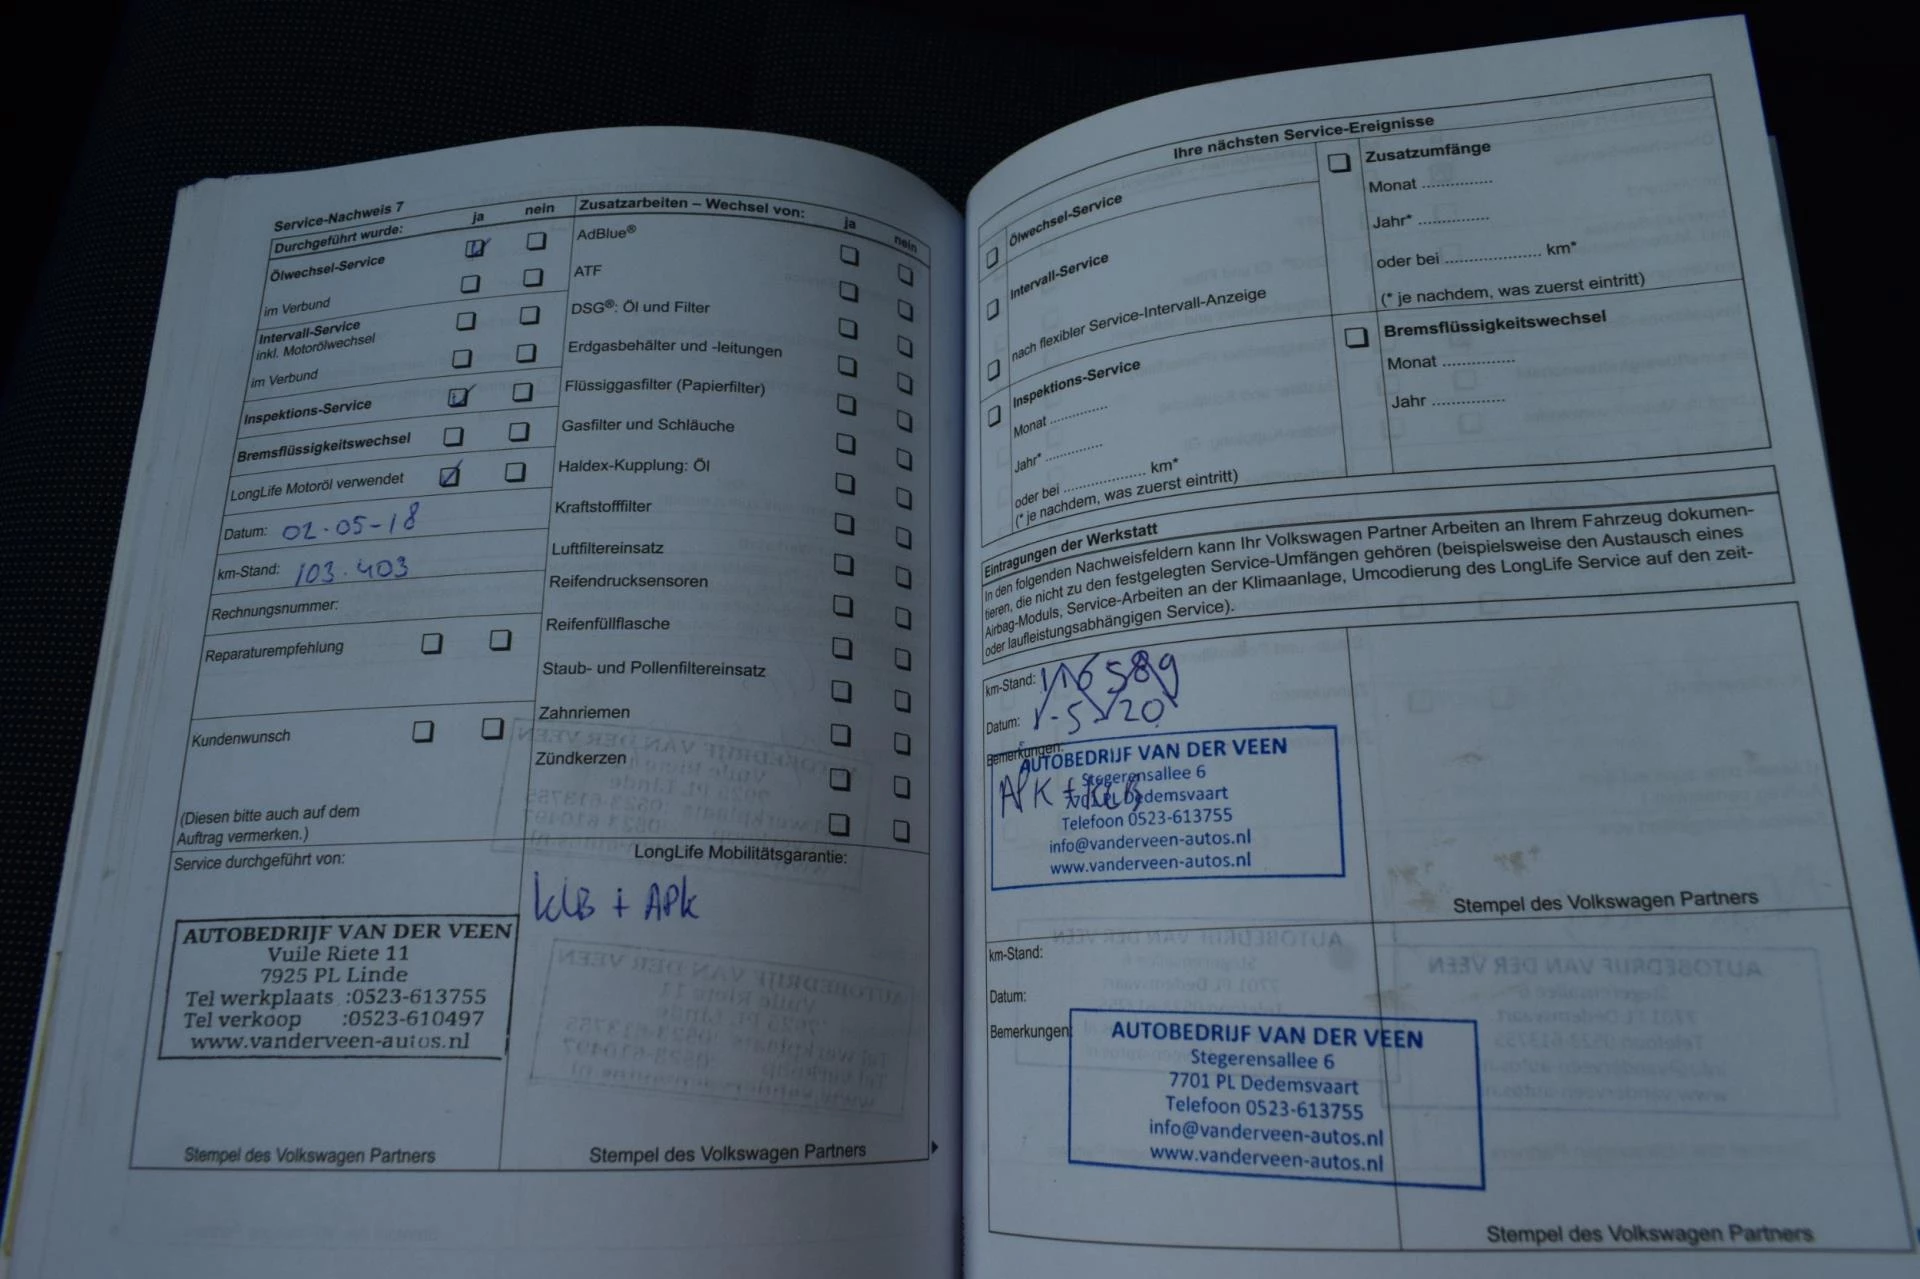 Service-Nachweis 7
Durchgeführt wurde: ja nein
Ölwechsel-Service
im Verbund
Intervall-Service
inkl. Motorölwechsel
im Verbund
Inspektions-Service
Bremsflüssigkeitswechsel
LongLife Motoröl verwendet
Datum: 02-05-18
km-Stand: 103.403
Rechnungsnummer:
Reparaturempfehlung
Kundenwunsch
(Diesen bitte auch auf dem
Auftrag vermerken.)
Zusatzarbeiten – Wechsel von: ja nein
AdBlue®
ATF
DSG®: Öl und Filter
Erdgasbehälter und -leitungen
Flüssiggasfilter (Papierfilter)
Gasfilter und Schläuche
Haldex-Kupplung: Öl
Kraftstofffilter
Luftfiltereinsatz
Reifendrucksensoren
Reifenfüllflasche
Staub- und Pollenfiltereinsatz
Zahnriemen
Zündkerzen
Service durchgeführt von:
AUTOBEDRIJF VAN DER VEEN
Vuile Riete 11
7925 PL Linde
Tel werkplaats :0523-613755
Tel verkoop :0523-610497
www.vanderveen-autos.nl
Stempel des Volkswagen Partners
LongLife Mobilitätsgarantie:
KLB + APK
Stempel des Volkswagen Partners
Ihre nächsten Service-Ereignisse
Ölwechsel-Service
Intervall-Service
nach flexibler Service-Intervall-Anzeige
Inspektions-Service
Monat ..............
Jahr* ..............
oder bei .................... km*
(* je nachdem, was zuerst eintritt)
Zusatzumfänge
Monat ..............
Jahr* ..............
oder bei .................... km*
(* je nachdem, was zuerst eintritt)
Bremsflüssigkeitswechsel
Monat ..............
Jahr ..............
Eintragungen der Werkstatt
In den folgenden Nachweisfeldern kann Ihr Volkswagen Partner Arbeiten an Ihrem Fahrzeug dokumen-
tieren, die nicht zu den festgelegten Service-Umfängen gehören (beispielsweise den Austausch eines
Airbag-Moduls, Service-Arbeiten an der Klimaanlage, Umcodierung des LongLife Service auf den zeit-
oder laufleistungsabhängigen Service).
km-Stand: 116589
Datum: 1-5-20
Bemerkungen:
AUTOBEDRIJF VAN DER VEEN
Stegerensallee 6
7701 PL Dedemsvaart
Telefoon 0523-613755
info@vanderveen-autos.nl
www.vanderveen-autos.nl
APK + KLB
Stempel des Volkswagen Partners
km-Stand:
Datum:
Bemerkungen:
AUTOBEDRIJF VAN DER VEEN
Stegerensallee 6
7701 PL Dedemsvaart
Telefoon 0523-613755
info@vanderveen-autos.nl
www.vanderveen-autos.nl
Stempel des Volkswagen Partners